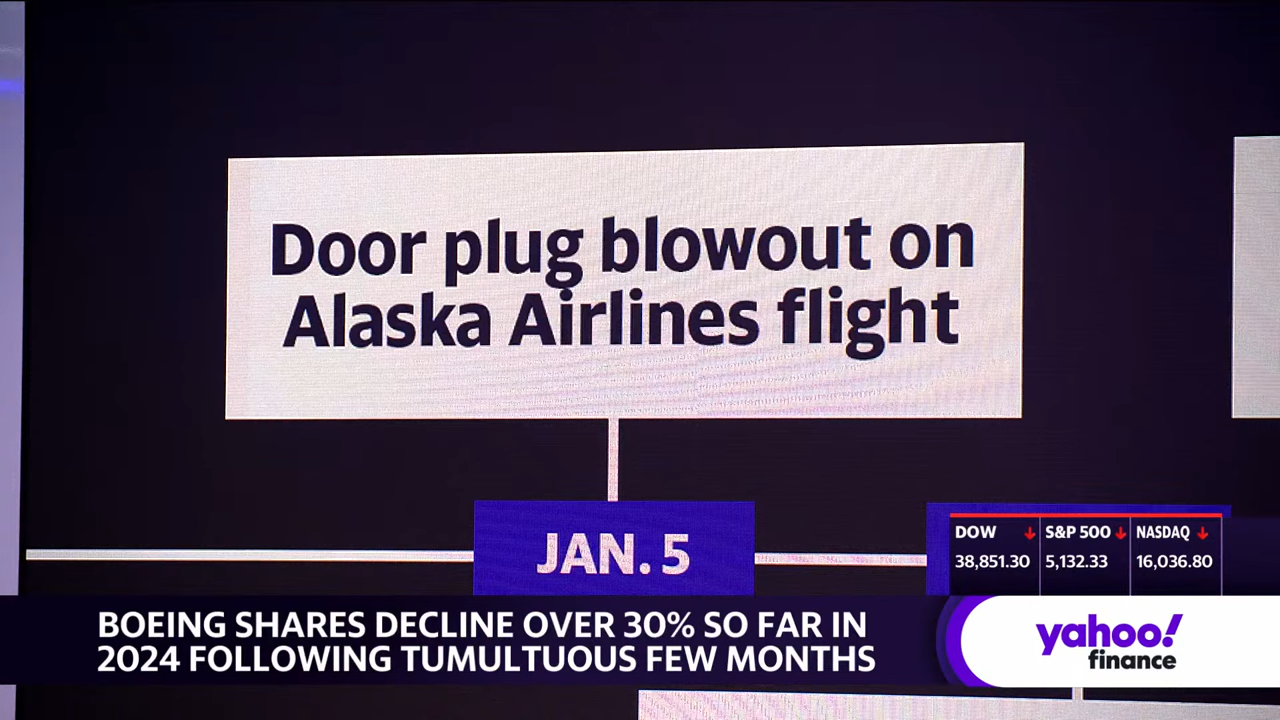 Door plug blowout on
Alaska Airlines flight
JAN. 5
DOW
38,851.30
S&P 500
5,132.33
NASDAQ
16,036.80
BOEING SHARES DECLINE OVER 30% SO FAR IN
2024 FOLLOWING TUMULTUOUS FEW MONTHS
yahoo!
finance